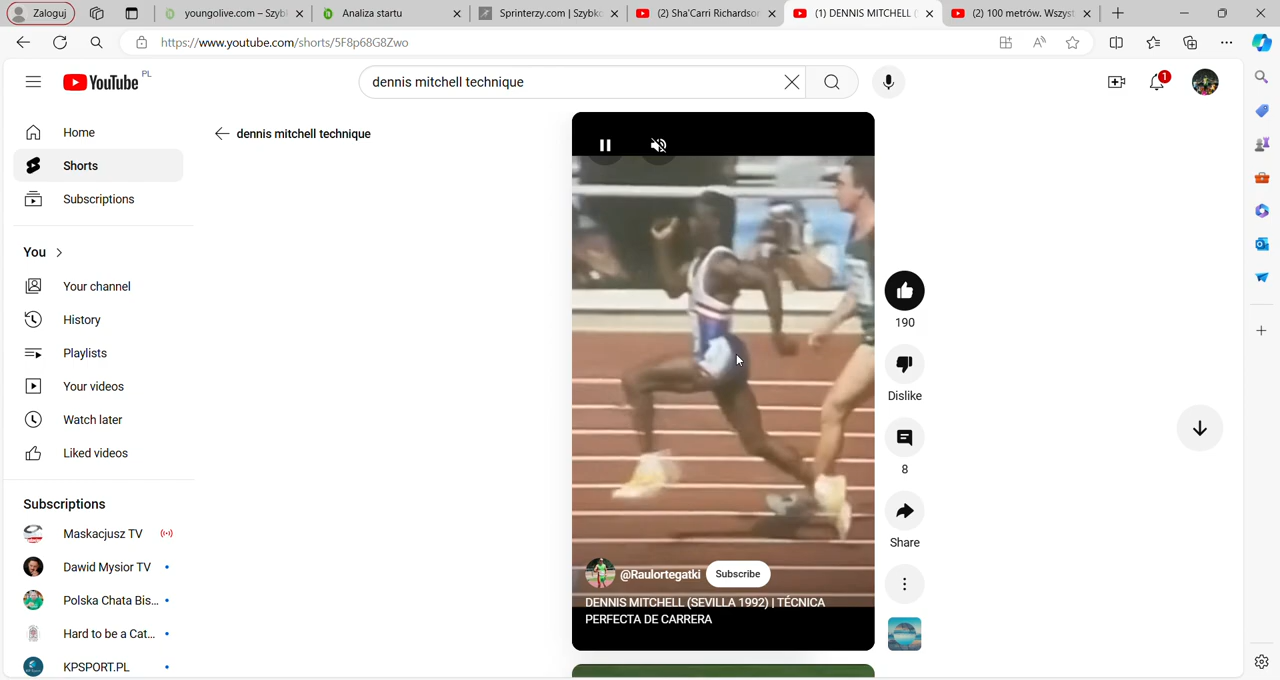 Zaloguj
youngolive.com – Szybk
Analiza startu
Sprinterzy.com | Szybko
(2) Sha'Carri Richardson
(1) DENNIS MITCHELL (
(2) 100 metrów. Wszyst
https://www.youtube.com/shorts/5F8p68G8Zwo
YouTube PL
dennis mitchell technique
1
Home
dennis mitchell technique
Shorts
Subscriptions
You
Your channel
History
Playlists
Your videos
Watch later
Liked videos
Subscriptions
Maskacjusz TV
Dawid Mysior TV
Polska Chata Bis...
Hard to be a Cat...
KPSPORT.PL
190
Dislike
8
Share
@Raulortegatki Subscribe
DENNIS MITCHELL (SEVILLA 1992) | TÉCNICA
PERFECTA DE CARRERA